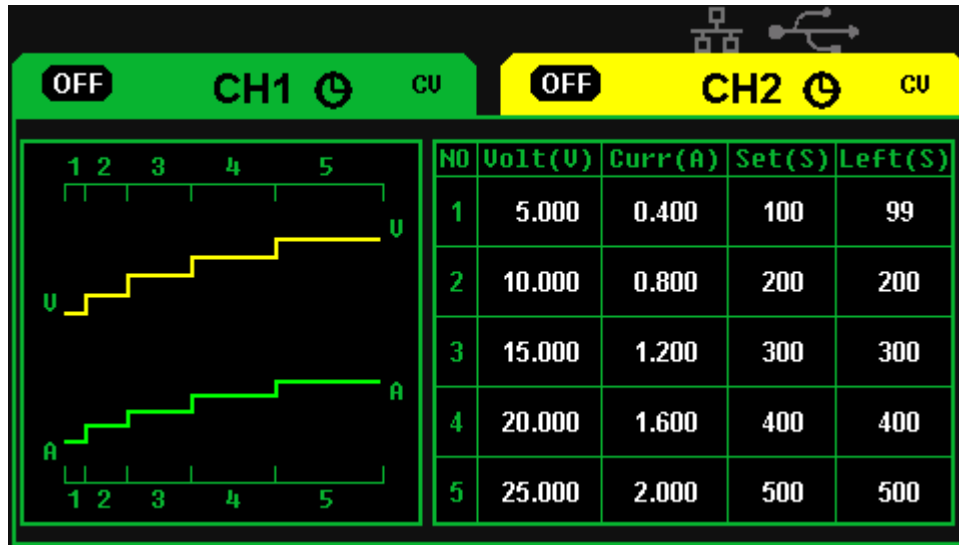 OFF CH1 CV OFF CH2 CV
1 2 3 4 5
V
V
A
A
1 2 3 4 5
NO Volt(V) Curr(A) Set(S) Left(S)
1 5.000 0.400 100 99
2 10.000 0.800 200 200
3 15.000 1.200 300 300
4 20.000 1.600 400 400
5 25.000 2.000 500 500